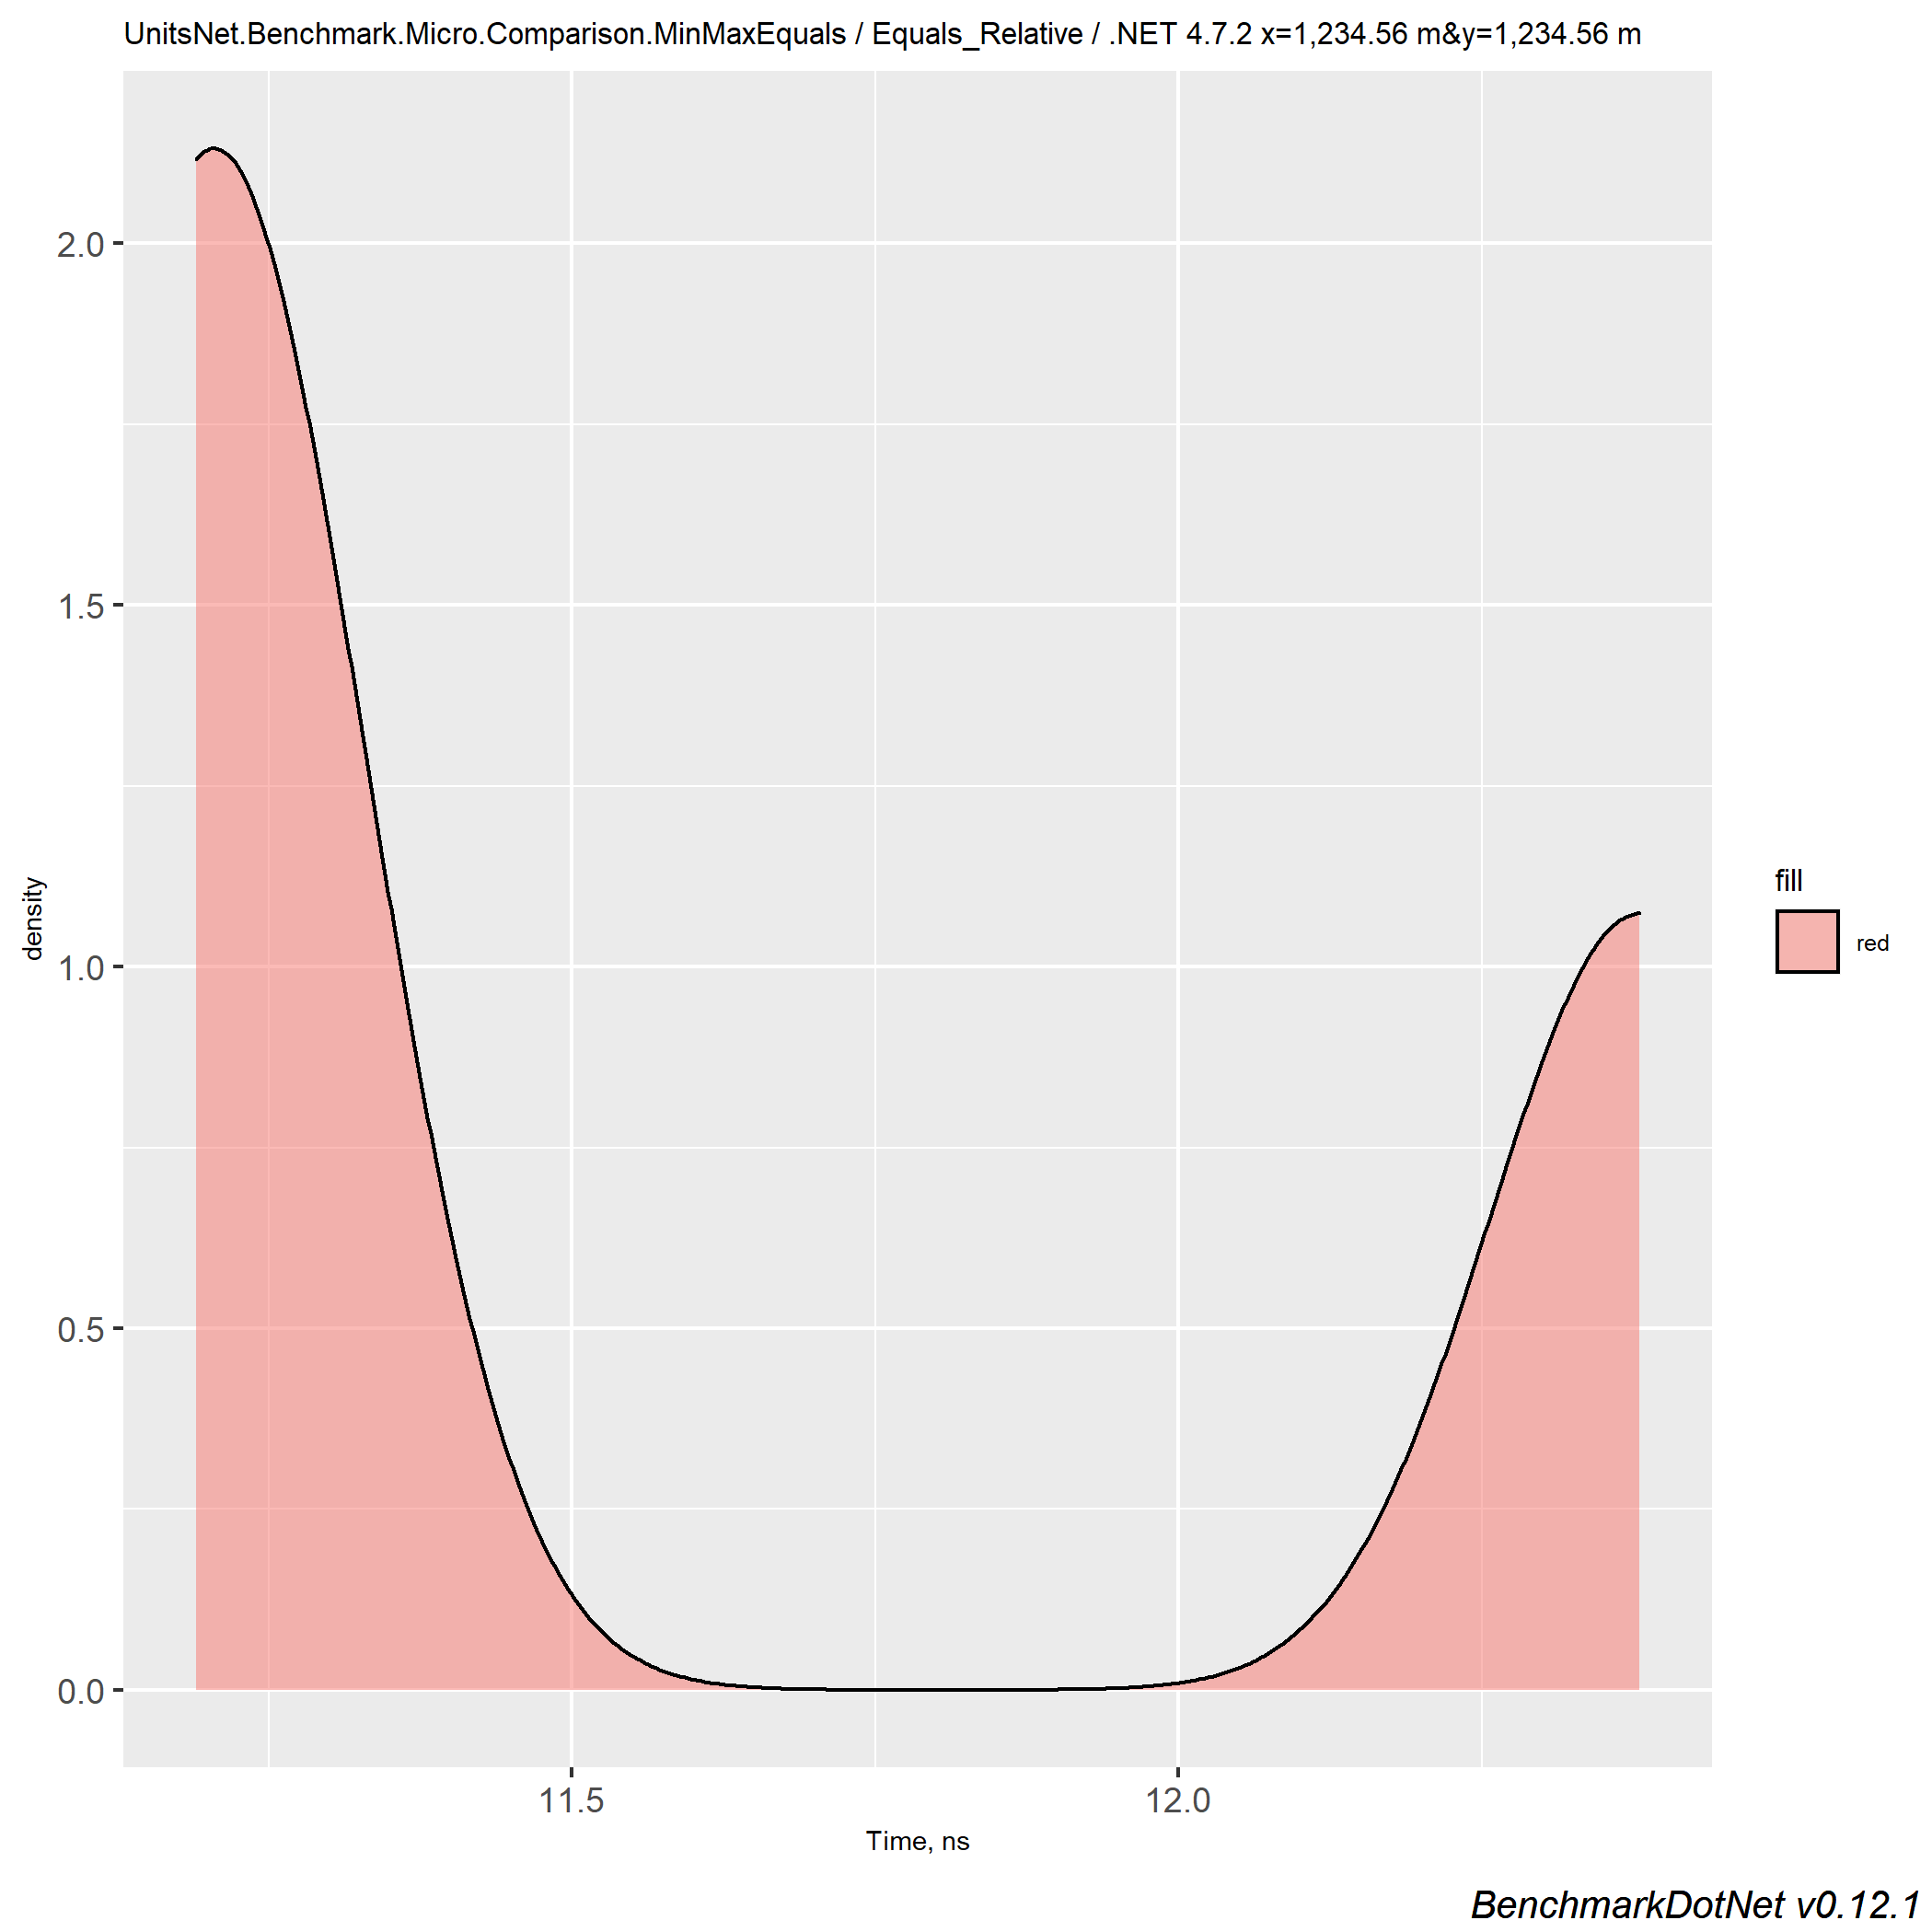 UnitsNet.Benchmark.Micro.Comparison.MinMaxEquals / Equals_Relative / .NET 4.7.2 x=1,234.56 m&y=1,234.56 m
2.0
1.5
1.0
0.5
0.0
density
11.5
12.0
Time, ns
fill
red
BenchmarkDotNet v0.12.1